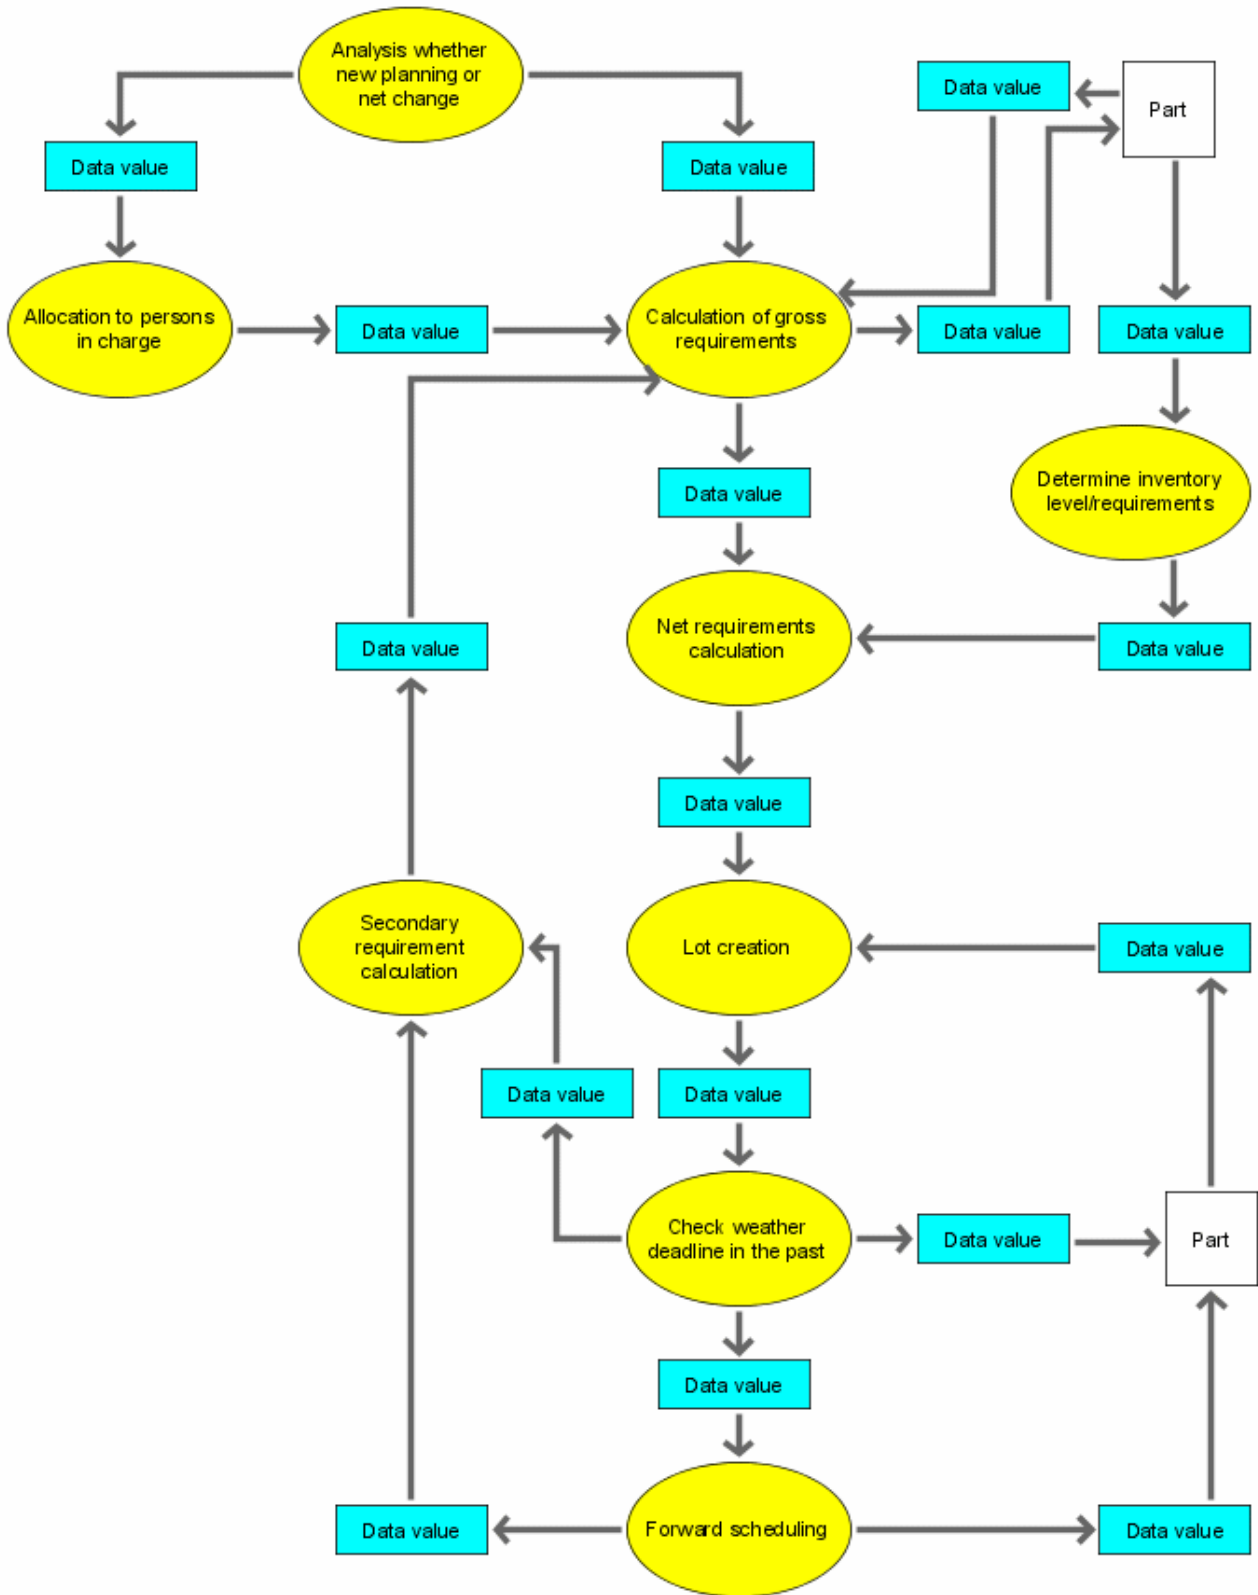 Analysis whether
new planning or
net change
Data value
Part
Data value
Data value
Allocation to persons
in charge
Data value
Calculation of gross
requirements
Data value
Data value
Data value
Determine inventory
level/requirements
Data value
Net requirements
calculation
Data value
Data value
Secondary
requirement
calculation
Lot creation
Data value
Data value
Data value
Check weather
deadline in the past
Data value
Part
Data value
Data value
Forward scheduling
Data value